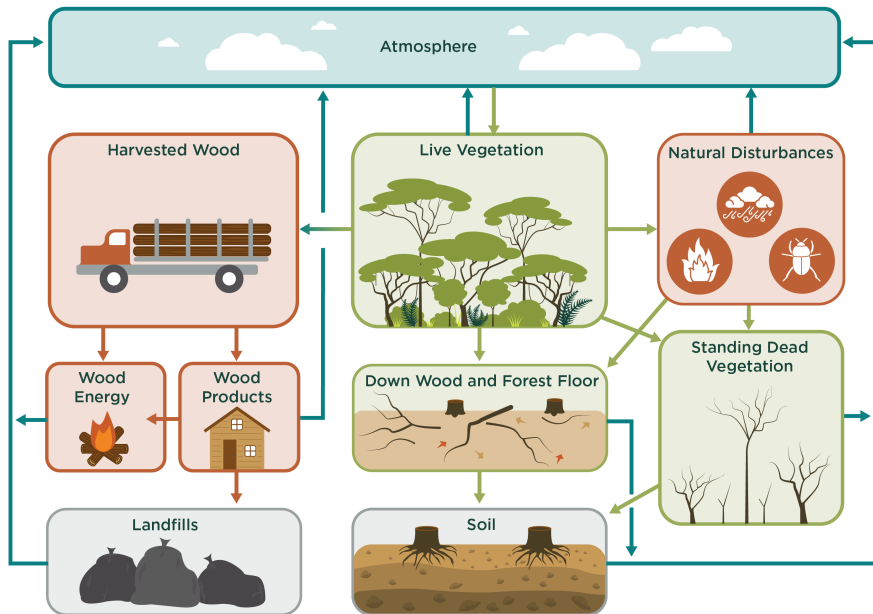 Atmosphere
Harvested Wood
Live Vegetation
Natural Disturbances
Wood
Energy
Wood
Products
Down Wood and Forest Floor
Standing Dead
Vegetation
Landfills
Soil